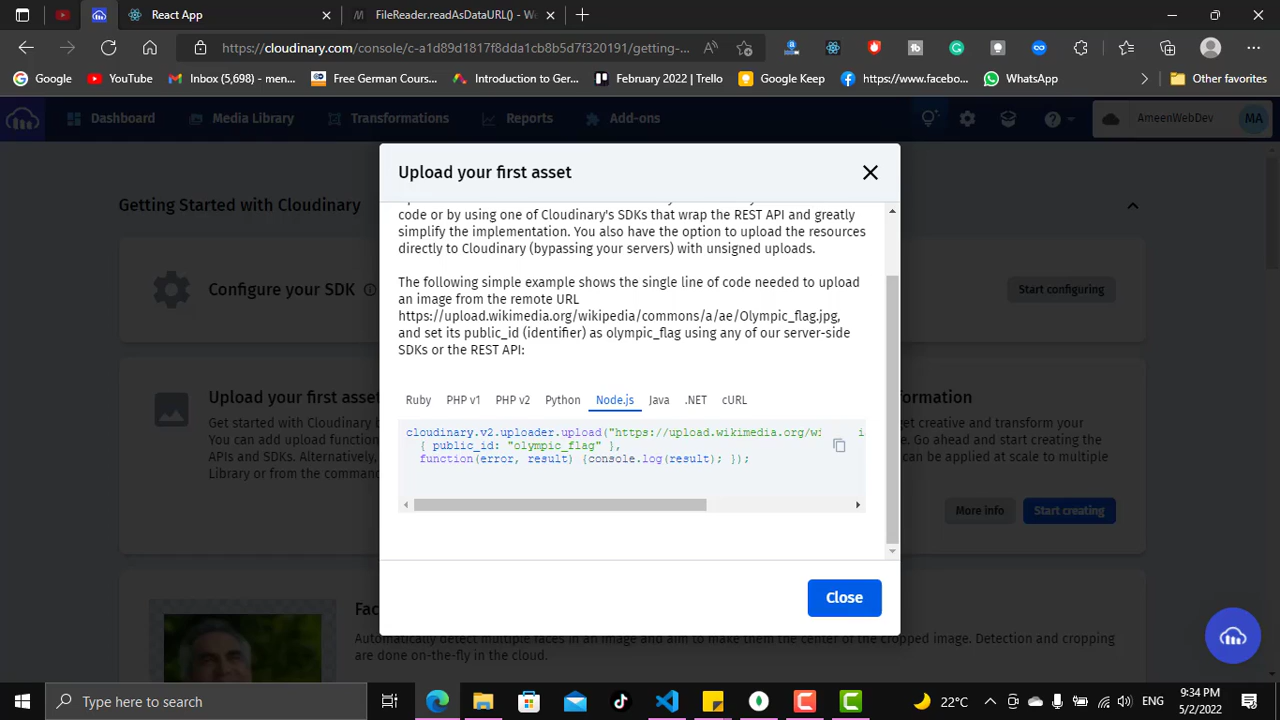 React App
FileReader.readAsDataURL() - We
https://cloudinary.com/console/c-a1d89d1817f8dda1cb8b5d7f320191/getting-...
Google
YouTube
Inbox (5,698) - men...
Free German Cours...
Introduction to Ger...
February 2022 | Trello
Google Keep
https://www.facebo...
WhatsApp
Other favorites
Dashboard
Media Library
Transformations
Reports
Add-ons
AmeenWebDev
MA
Upload your first asset
Getting Started with Cloudinary
code or by using one of Cloudinary's SDKs that wrap the REST API and greatly
simplify the implementation. You also have the option to upload the resources
directly to Cloudinary (bypassing your servers) with unsigned uploads.
The following simple example shows the single line of code needed to upload
an image from the remote URL
https://upload.wikimedia.org/wikipedia/commons/a/ae/Olympic_flag.jpg,
and set its public_id (identifier) as olympic_flag using any of our server-side
SDKs or the REST API:
Configure your SDK
Start configuring
Upload your first asset
Get started with Cloudinary
You can add upload function
APIs and SDKs. Alternatively,
Library or from the comman
Ruby
PHP v1
PHP v2
Python
Node.js
Java
.NET
cURL
cloudinary.v2.uploader.upload("https://upload.wikimedia.org/wi
{ public_id: "olympic_flag" },
function(error, result) {console.log(result); });
formation
get creative and transform your
e. Go ahead and start creating the
can be applied at scale to multiple
More info
Start creating
Close
Fac
Automatically detect multiple faces in an image and aim to make them the center of the cropped image. Detection and cropping
are done on-the-fly in the cloud.
Type here to search
22°C
ENG
9:34 PM
5/2/2022